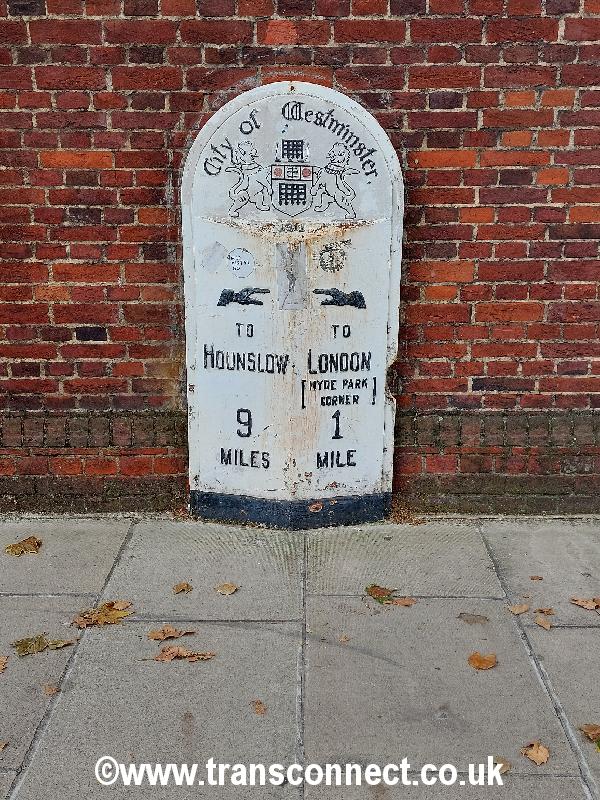 City of Westminster.
TO
HOUNSLOW
9
MILES
TO
LONDON
[HYDE PARK
CORNER]
1
MILE
©www.transconnect.co.uk